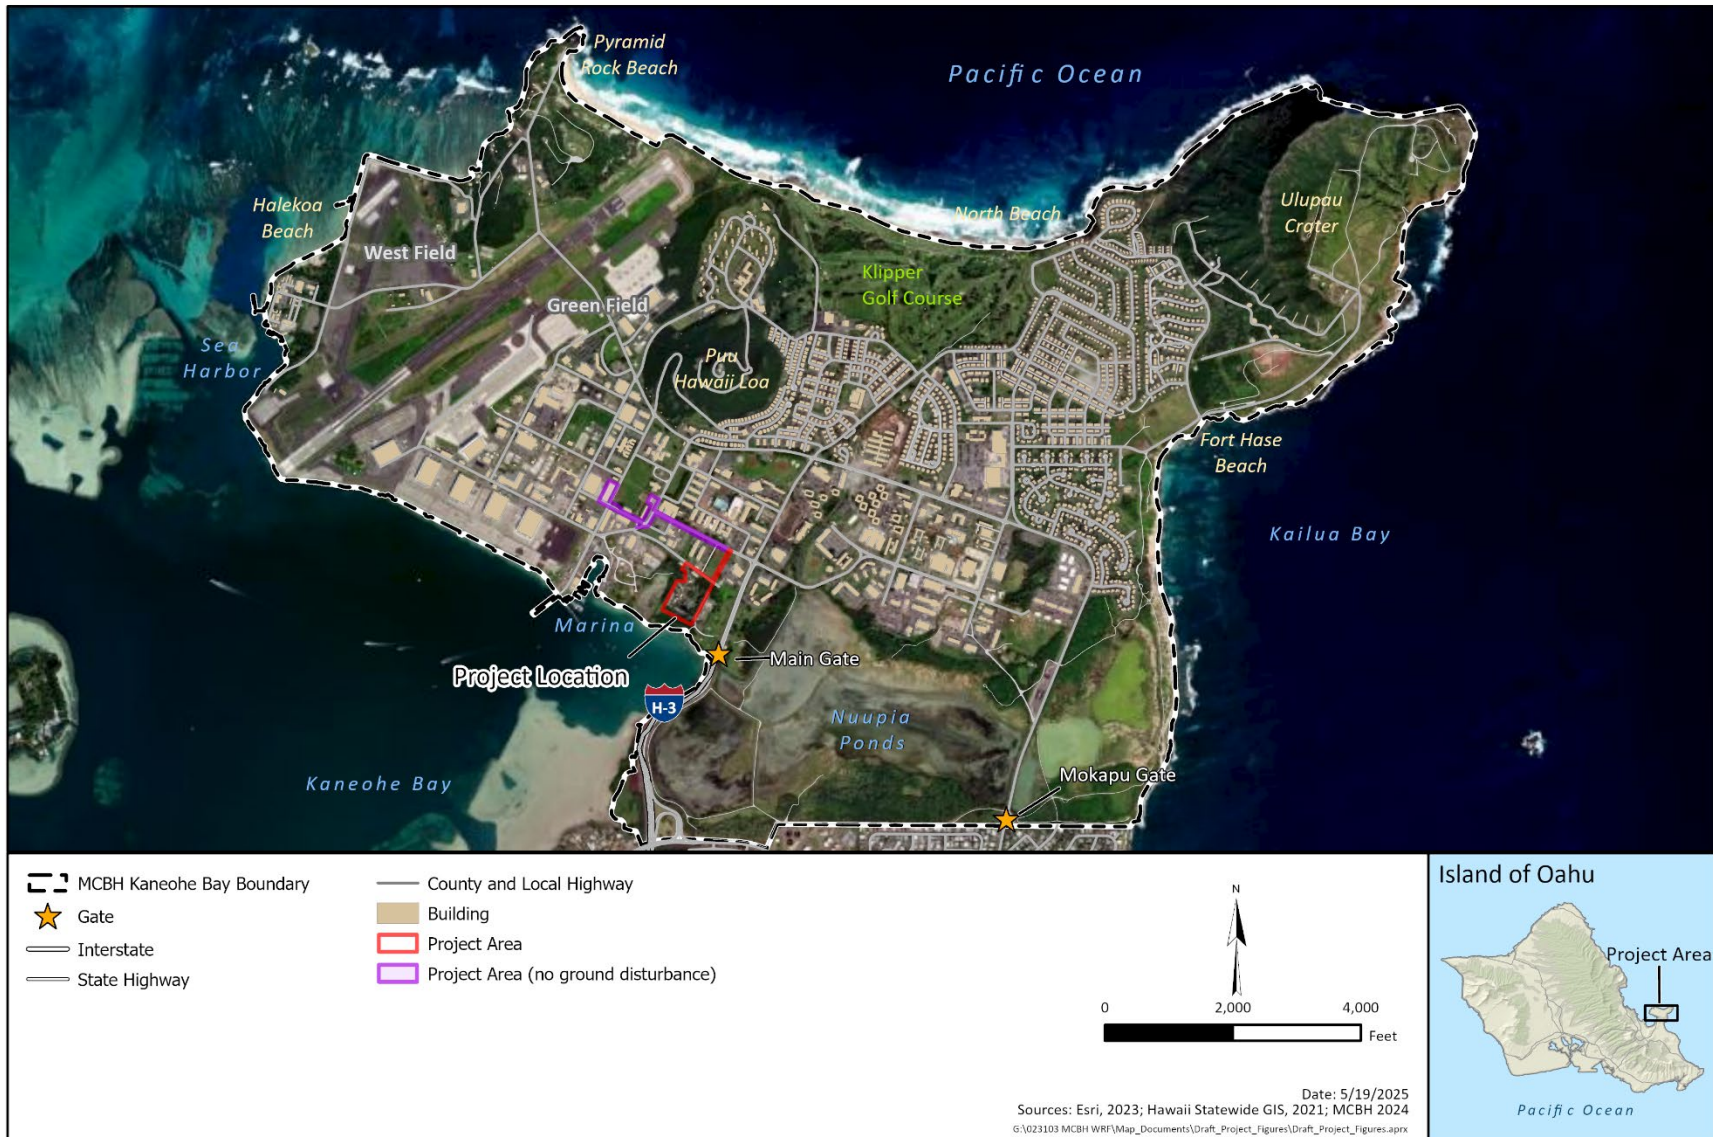 Pyramid
Rock Beach
Pacific Ocean
Halekoa
Beach
West Field
North Beach
Ulupau
Crater
Klipper
Golf Course
Green Field
Sea
Harbor
Puu
Hawaii Loa
Fort Hase
Beach
Kailua Bay
Marina
Main Gate
Project Location
H-3
Nuupia
Ponds
Mokapu Gate
Kaneohe Bay
MCBH Kaneohe Bay Boundary
Gate
Interstate
State Highway
County and Local Highway
Building
Project Area
Project Area (no ground disturbance)
N
0 2,000 4,000
Feet
Date: 5/19/2025
Sources: Esri, 2023; Hawaii Statewide GIS, 2021; MCBH 2024
G:\023103 MCBH WRF\Map_Documents\Draft_Project_Figures\Draft_Project_Figures.aprx
Island of Oahu
Project Area
Pacific Ocean